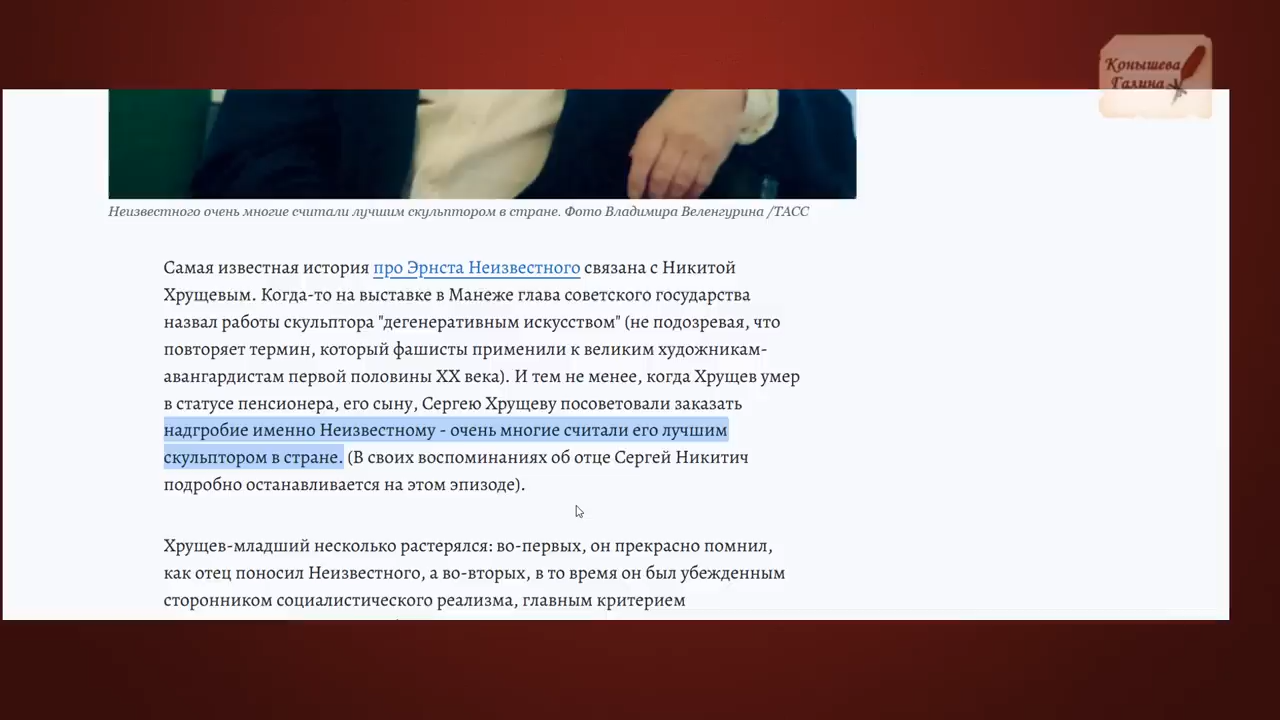 Конышева
Галина
Неизвестного очень многие считали лучшим скульптором в стране. Фото Владимира Веленгурина /ТАСС
Самая известная история про Эрнста Неизвестного связана с Никитой
Хрущевым. Когда-то на выставке в Манеже глава советского государства
назвал работы скульптора "дегенеративным искусством" (не подозревая, что
повторяет термин, который фашисты применили к великим художникам-
авангардистам первой половины XX века). И тем не менее, когда Хрущев умер
в статусе пенсионера, его сыну, Сергею Хрущеву посоветовали заказать
надгробие именно Неизвестному - очень многие считали его лучшим
скульптором в стране. (В своих воспоминаниях об отце Сергей Никитич
подробно останавливается на этом эпизоде).
Хрущев-младший несколько растерялся: во-первых, он прекрасно помнил,
как отец поносил Неизвестного, а во-вторых, в то время он был убежденным
сторонником социалистического реализма, главным критерием